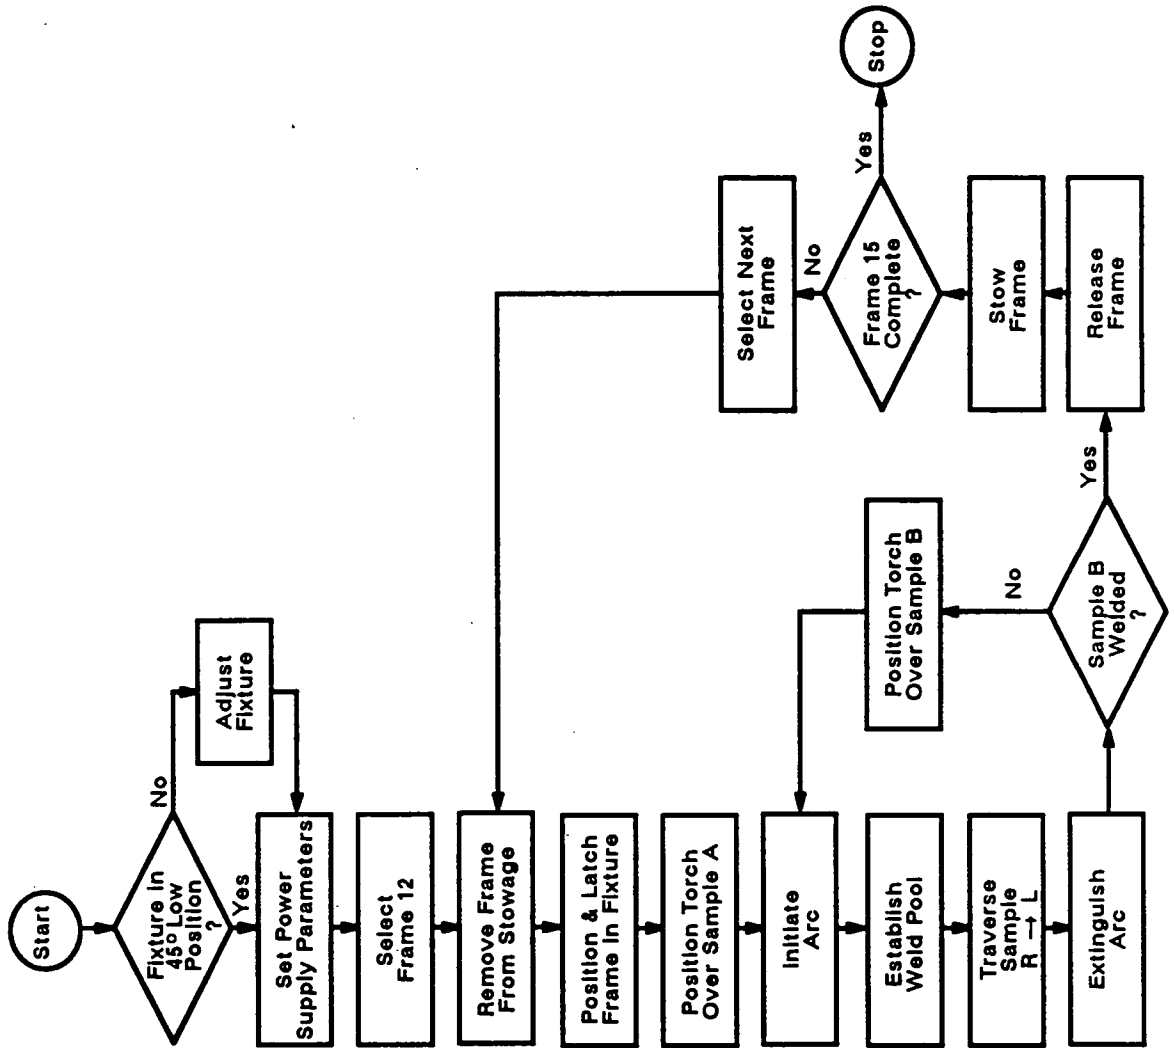 Start
Fixture In
45° Low
Position
?
No
Adjust
Fixture
Yes
Set Power
Supply Parameters
Select
Frame 12
Remove Frame
From Stowage
Position & Latch
Frame In Fixture
Position Torch
Over Sample A
Initiate
Arc
Establish
Weld Pool
Traverse
Sample
R → L
Extinguish
Arc
Sample B
Welded
?
No
Position Torch
Over Sample B
Yes
Release
Frame
Stow
Frame
Frame 15
Complete
?
No
Select Next
Frame
Yes
Stop